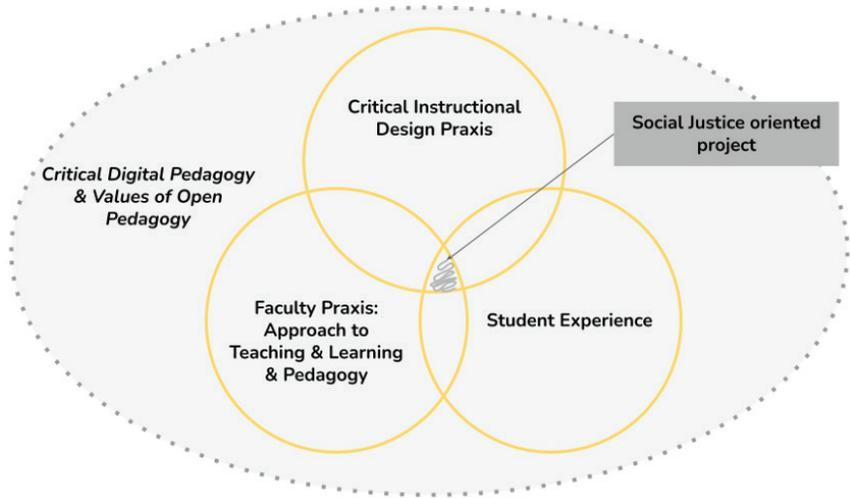 Critical Instructional
Design Praxis
Social Justice oriented
project
Critical Digital Pedagogy
& Values of Open
Pedagogy
Faculty Praxis:
Approach to
Teaching & Learning
& Pedagogy
Student Experience